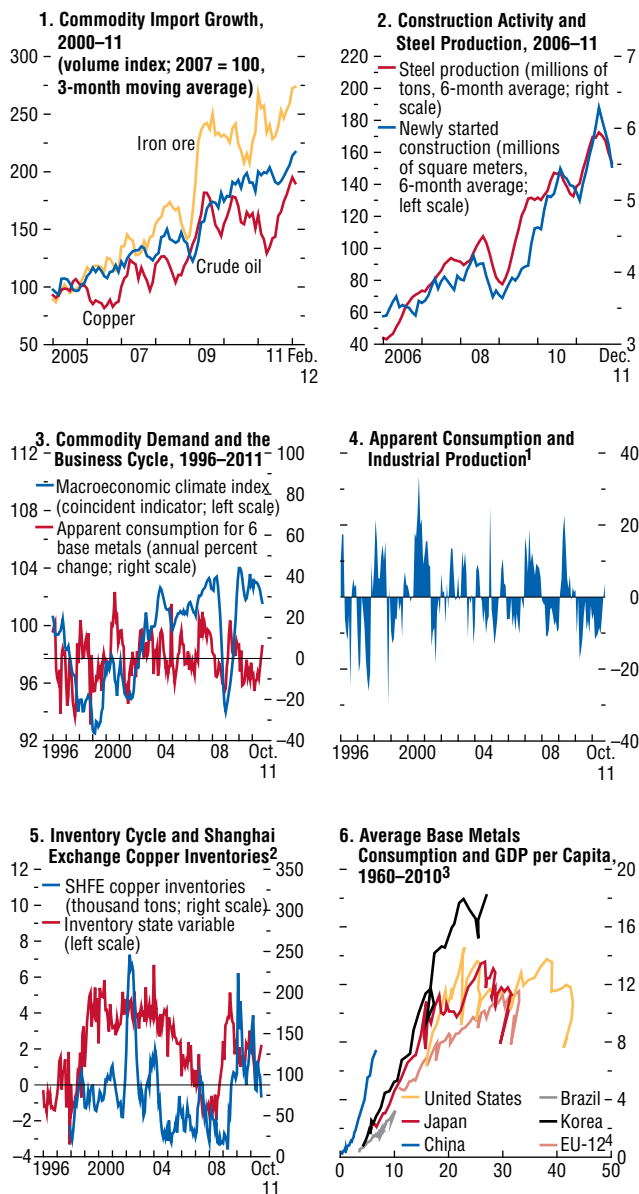 1. Commodity Import Growth,
2000–11
(volume index; 2007 = 100,
3-month moving average)
300
250
200
150
100
50
Iron ore
Crude oil
Copper
2005 07 09 11 Feb.
12
2. Construction Activity and
Steel Production, 2006–11
220
200
180
160
140
120
100
80
60
40
7
6
5
4
3
Steel production (millions of
tons, 6-month average; right
scale)
Newly started
construction (millions
of square meters,
6-month average;
left scale)
2006 08 10 Dec.
11
3. Commodity Demand and the
Business Cycle, 1996–2011
112
108
104
100
96
92
100
80
60
40
20
0
–20
–40
Macroeconomic climate index
(coincident indicator; left scale)
Apparent consumption for 6
base metals (annual percent
change; right scale)
1996 2000 04 08 Oct.
11
4. Apparent Consumption and
Industrial Production1
40
20
0
–20
–40
1996 2000 04 08 Oct.
11
5. Inventory Cycle and Shanghai
Exchange Copper Inventories2
12
10
8
6
4
2
0
–2
–4
350
300
250
200
150
100
50
0
SHFE copper inventories
(thousand tons; right scale)
Inventory state variable
(left scale)
1996 2000 04 08 Oct.
11
6. Average Base Metals
Consumption and GDP per Capita,
1960–20103
20
16
12
8
4
0
United States
Japan
China
Brazil
Korea
EU-124
0 10 20 30 40 50